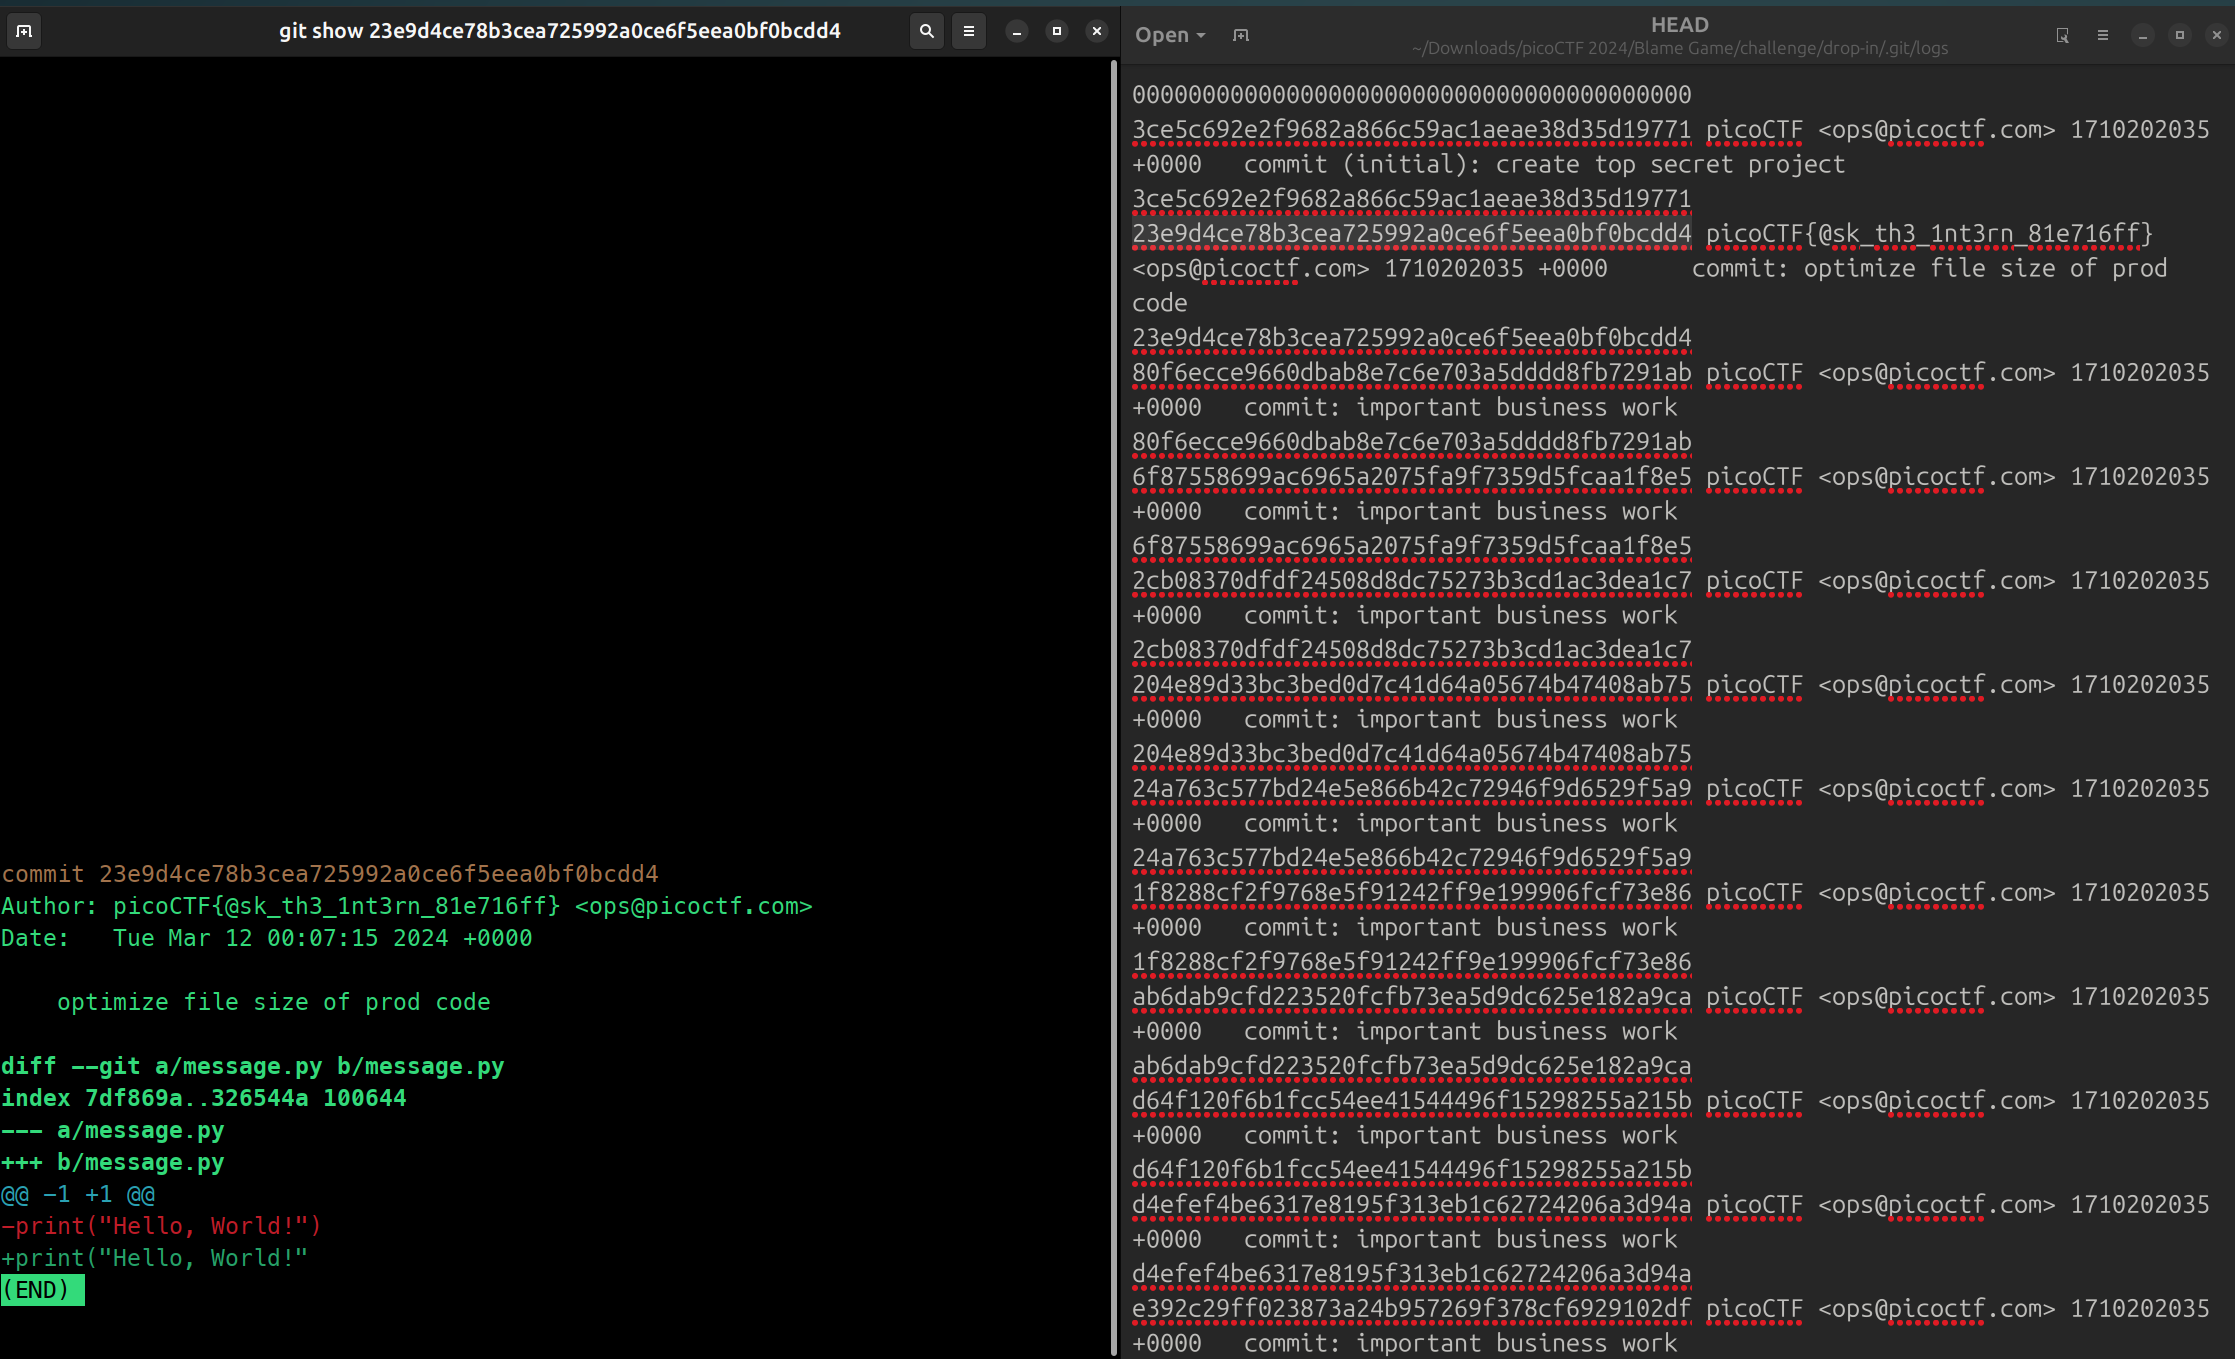 git show 23e9d4ce78b3cea725992a0ce6f5eea0bf0bcdd4
commit 23e9d4ce78b3cea725992a0ce6f5eea0bf0bcdd4
Author: picoCTF{@sk_th3_1nt3rn_81e716ff} <ops@picoctf.com>
Date:   Tue Mar 12 00:07:15 2024 +0000
    optimize file size of prod code
diff --git a/message.py b/message.py
index 7df869a..326544a 100644
--- a/message.py
+++ b/message.py
@@ -1 +1 @@
-print("Hello, World!")
+print("Hello, World!"
(END)
Open
HEAD
~/Downloads/picoCTF 2024/Blame Game/challenge/drop-in/.git/logs
0000000000000000000000000000000000000000
3ce5c692e2f9682a866c59ac1aeae38d35d19771 picoCTF <ops@picoctf.com> 1710202035
+0000   commit (initial): create top secret project
3ce5c692e2f9682a866c59ac1aeae38d35d19771
23e9d4ce78b3cea725992a0ce6f5eea0bf0bcdd4 picoCTF{@sk_th3_1nt3rn_81e716ff}
<ops@picoctf.com> 1710202035 +0000      commit: optimize file size of prod
code
23e9d4ce78b3cea725992a0ce6f5eea0bf0bcdd4
80f6ecce9660dbab8e7c6e703a5dddd8fb7291ab picoCTF <ops@picoctf.com> 1710202035
+0000   commit: important business work
80f6ecce9660dbab8e7c6e703a5dddd8fb7291ab
6f87558699ac6965a2075fa9f7359d5fcaa1f8e5 picoCTF <ops@picoctf.com> 1710202035
+0000   commit: important business work
6f87558699ac6965a2075fa9f7359d5fcaa1f8e5
2cb08370dfdf24508d8dc75273b3cd1ac3dea1c7 picoCTF <ops@picoctf.com> 1710202035
+0000   commit: important business work
2cb08370dfdf24508d8dc75273b3cd1ac3dea1c7
204e89d33bc3bed0d7c41d64a05674b47408ab75 picoCTF <ops@picoctf.com> 1710202035
+0000   commit: important business work
204e89d33bc3bed0d7c41d64a05674b47408ab75
24a763c577bd24e5e866b42c72946f9d6529f5a9 picoCTF <ops@picoctf.com> 1710202035
+0000   commit: important business work
24a763c577bd24e5e866b42c72946f9d6529f5a9
1f8288cf2f9768e5f91242ff9e199906fcf73e86 picoCTF <ops@picoctf.com> 1710202035
+0000   commit: important business work
1f8288cf2f9768e5f91242ff9e199906fcf73e86
ab6dab9cfd223520fcfb73ea5d9dc625e182a9ca picoCTF <ops@picoctf.com> 1710202035
+0000   commit: important business work
ab6dab9cfd223520fcfb73ea5d9dc625e182a9ca
d64f120f6b1fcc54ee41544496f15298255a215b picoCTF <ops@picoctf.com> 1710202035
+0000   commit: important business work
d64f120f6b1fcc54ee41544496f15298255a215b
d4efef4be6317e8195f313eb1c62724206a3d94a picoCTF <ops@picoctf.com> 1710202035
+0000   commit: important business work
d4efef4be6317e8195f313eb1c62724206a3d94a
e392c29ff023873a24b957269f378cf6929102df picoCTF <ops@picoctf.com> 1710202035
+0000   commit: important business work